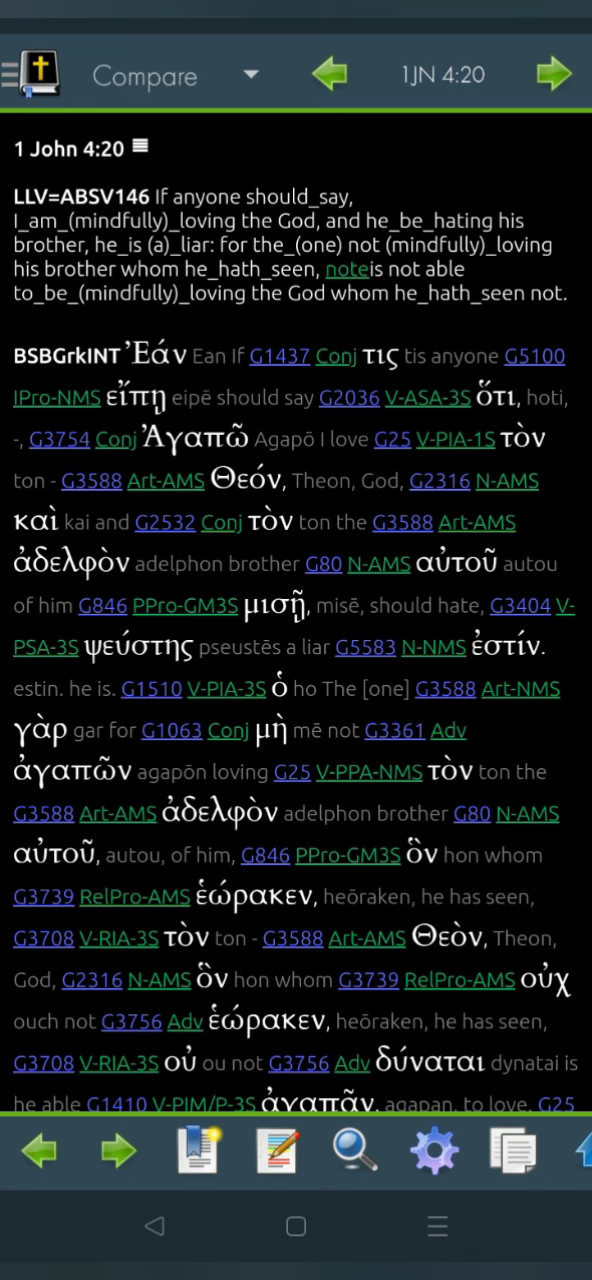 Compare
1JN 4:20
1 John 4:20
LLV=ABSV146 If anyone should_say,
I_am_(mindfully)_loving the God, and he_be_hating his
brother, he_is (a)_liar: for the_(one) not (mindfully)_loving
his brother whom he_hath_seen, noteis not able
to_be_(mindfully)_loving the God whom he_hath_seen not.
BSBGrkINT Ἐάν Ean If G1437 Conj τις tis anyone G5100
IPro-NMS εἴπῃ eipē should say G2036 V-ASA-3S ὅτι, hoti,
-, G3754 Conj Ἀγαπῶ Agapō I love G25 V-PIA-1S τὸν
ton - G3588 Art-AMS Θεόν, Theon, God, G2316 N-AMS
καὶ kai and G2532 Conj τὸν ton the G3588 Art-AMS
ἀδελφὸν adelphon brother G80 N-AMS αὐτοῦ autou
of him G846 PPro-GM3S μισῇ, misē, should hate, G3404 V-
PSA-3S ψεύστης pseustēs a liar G5583 N-NMS ἐστίν.
estin. he is. G1510 V-PIA-3S ὁ ho The [one] G3588 Art-NMS
γὰρ gar for G1063 Conj μὴ mē not G3361 Adv
ἀγαπῶν agapōn loving G25 V-PPA-NMS τὸν ton the
G3588 Art-AMS ἀδελφὸν adelphon brother G80 N-AMS
αὐτοῦ, autou, of him, G846 PPro-GM3S ὃν hon whom
G3739 RelPro-AMS ἑώρακεν, heōraken, he has seen,
G3708 V-RIA-3S τὸν ton - G3588 Art-AMS Θεὸν, Theon,
God, G2316 N-AMS ὃν hon whom G3739 RelPro-AMS οὐχ
ouch not G3756 Adv ἑώρακεν, heōraken, he has seen,
G3708 V-RIA-3S οὐ ou not G3756 Adv δύναται dynatai is
he able G1410 V-PIM/P-3S ἀγαπᾶν. agapan. to love. G25